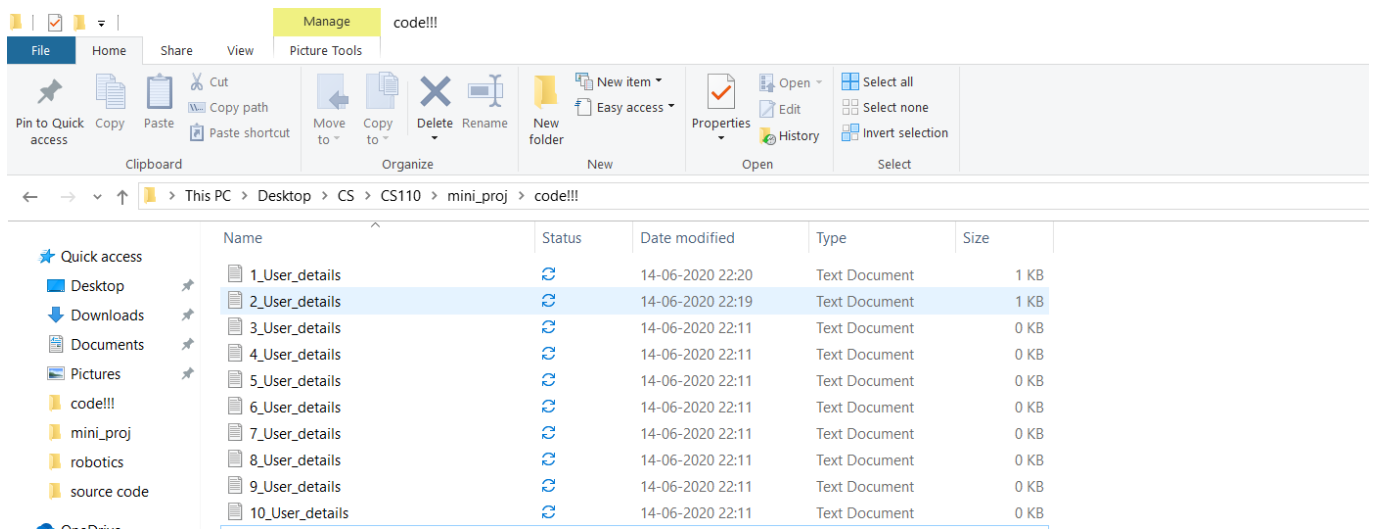 Manage code!!!
File Home Share View Picture Tools
Pin to Quick access
Copy
Paste
Cut
Copy path
Paste shortcut
Clipboard
Move to
Copy to
Delete
Rename
Organize
New folder
New item
Easy access
New
Properties
Open
Edit
History
Open
Select all
Select none
Invert selection
Select
This PC > Desktop > CS > CS110 > mini_proj > code!!!
Quick access
Desktop
Downloads
Documents
Pictures
code!!!
mini_proj
robotics
source code
OneDrive
Name Status Date modified Type Size
1_User_details 14-06-2020 22:20 Text Document 1 KB
2_User_details 14-06-2020 22:19 Text Document 1 KB
3_User_details 14-06-2020 22:11 Text Document 0 KB
4_User_details 14-06-2020 22:11 Text Document 0 KB
5_User_details 14-06-2020 22:11 Text Document 0 KB
6_User_details 14-06-2020 22:11 Text Document 0 KB
7_User_details 14-06-2020 22:11 Text Document 0 KB
8_User_details 14-06-2020 22:11 Text Document 0 KB
9_User_details 14-06-2020 22:11 Text Document 0 KB
10_User_details 14-06-2020 22:11 Text Document 0 KB